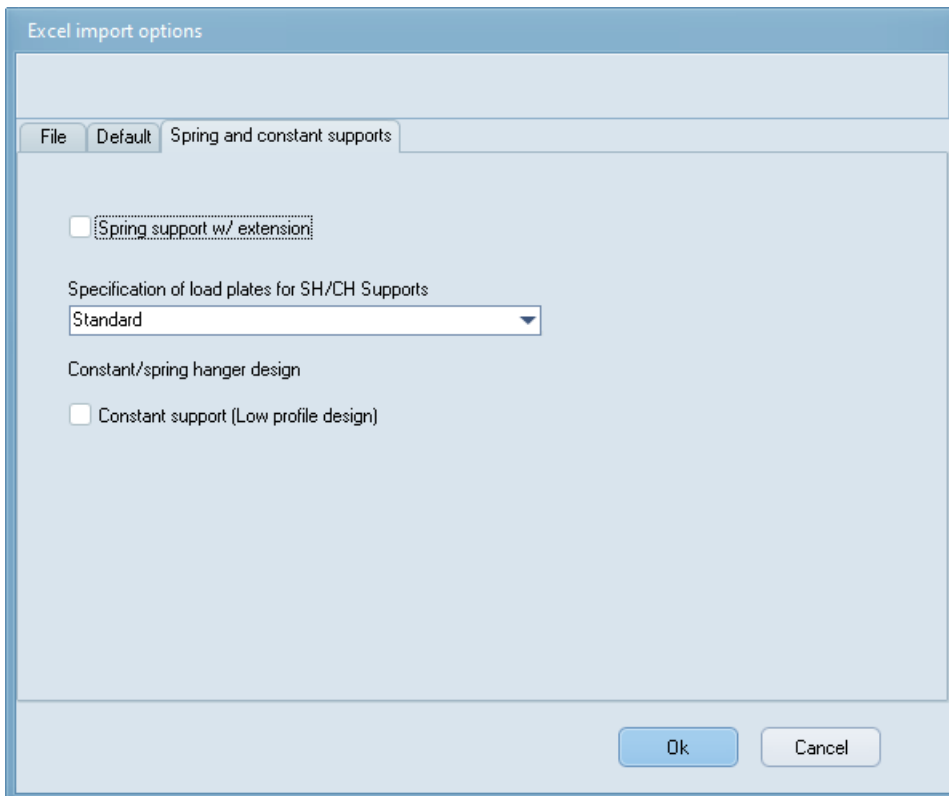 Excel import options
File Default Spring and constant supports
Spring support w/ extension
Specification of load plates for SH/CH Supports
Standard
Constant/spring hanger design
Constant support (Low profile design)
Ok Cancel